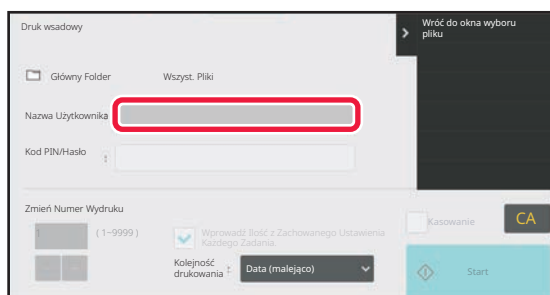 Druk wsadowy
Wróć do okna wyboru
pliku
Główny Folder
Wszyst. Pliki
Nazwa Użytkownika
Kod PIN/Hasło
:
Zmień Numer Wydruku
1
( 1~9999 )
Wprowadź Ilość z Zachowanego Ustawienia
Każdego Zadania.
Kolejność
drukowania :
Data (malejąco)
Kasowanie
CA
Start